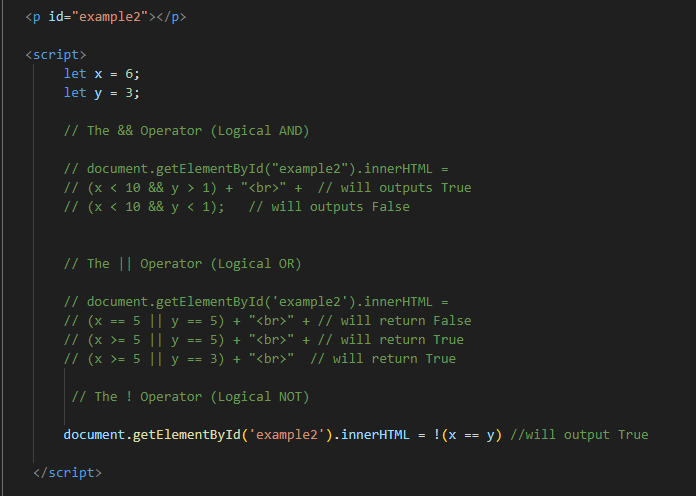 <p id="example2"></p>
<script>
let x = 6;
let y = 3;
// The && Operator (Logical AND)
// document.getElementById("example2").innerHTML =
// (x < 10 && y > 1) + "<br>" +  // will outputs True
// (x < 10 && y < 1);   // will outputs False
// The || Operator (Logical OR)
// document.getElementById('example2').innerHTML =
// (x == 5 || y == 5) + "<br>" + // will return False
// (x >= 5 || y == 5) + "<br>" + // will return True
// (x >= 5 || y == 3) + "<br>"  // will return True
// The ! Operator (Logical NOT)
document.getElementById('example2').innerHTML = !(x == y) //will output True
</script>